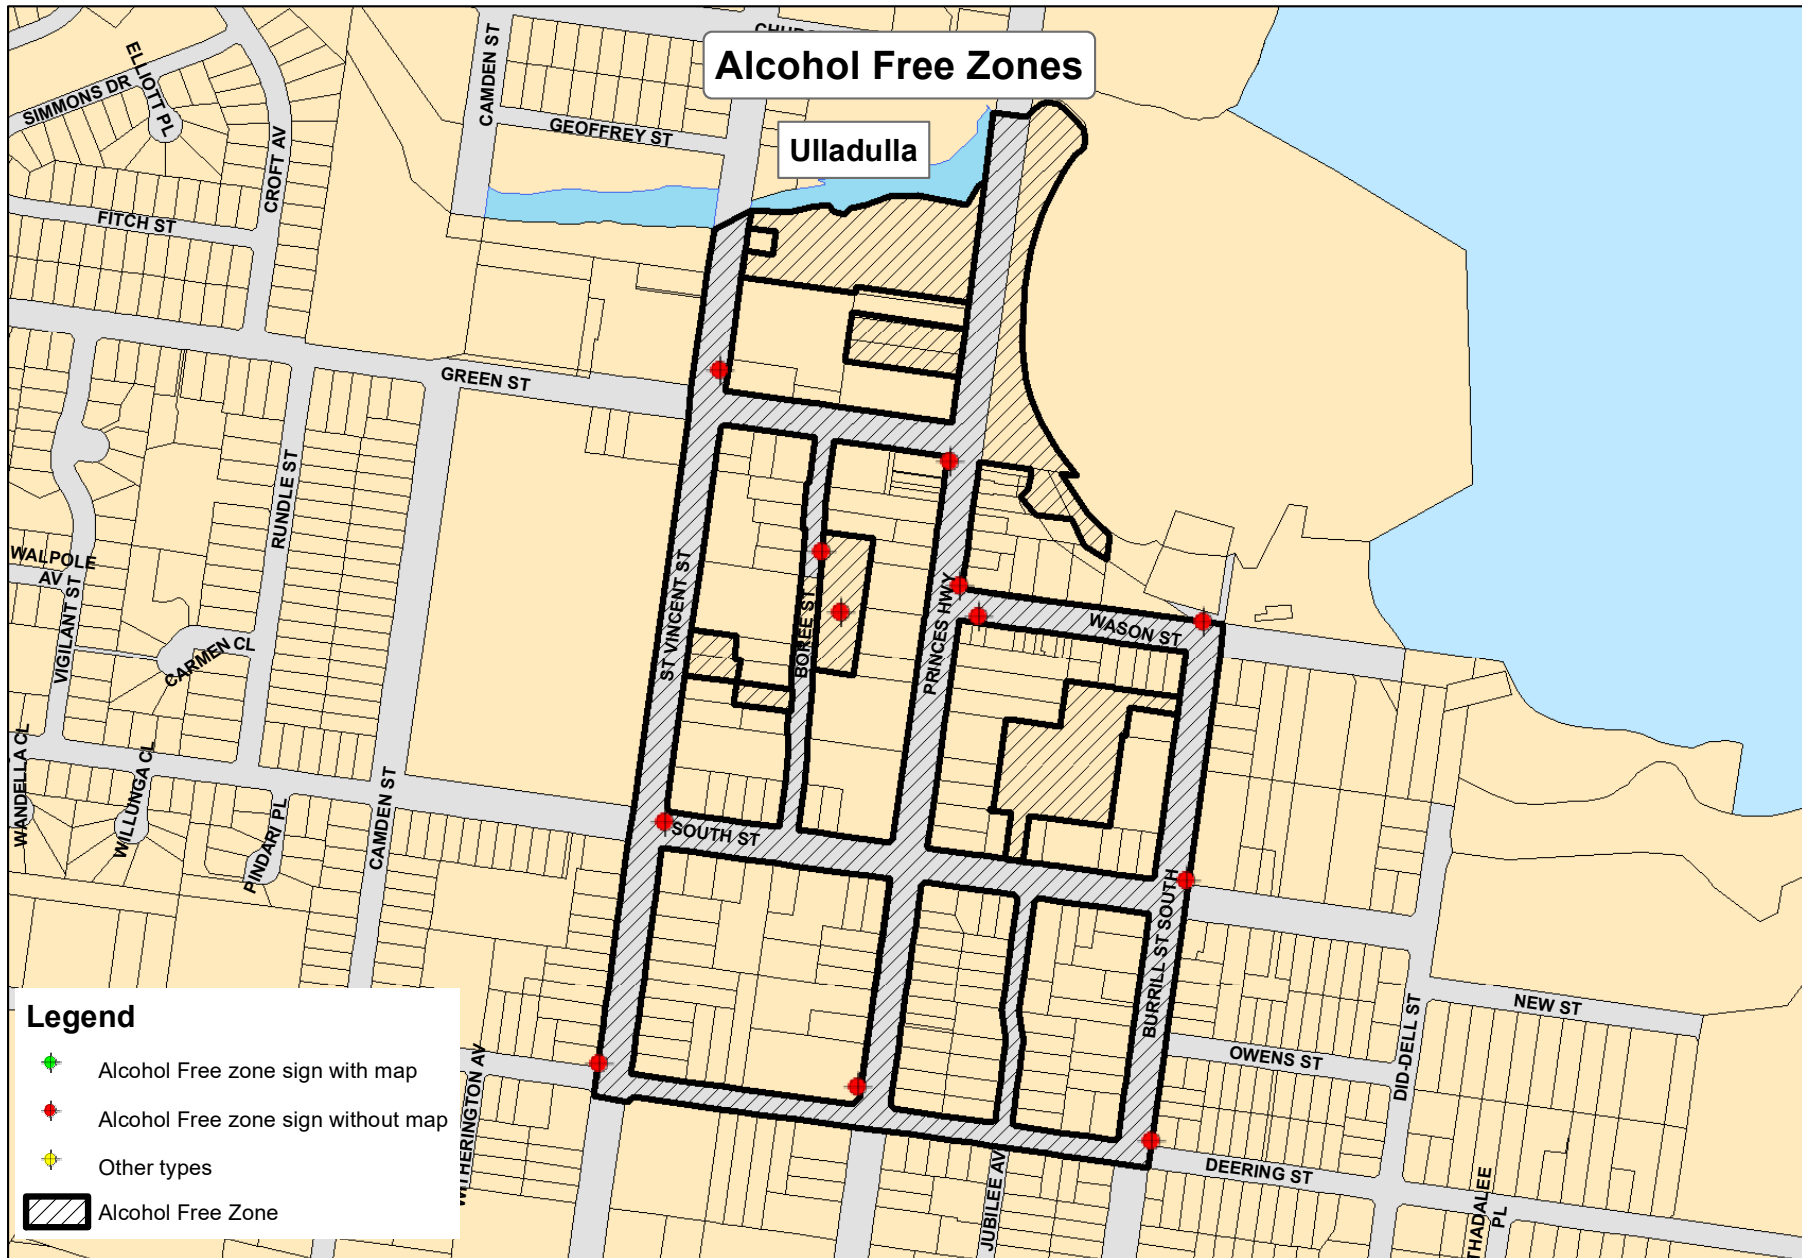 CAMDEN ST
Alcohol Free Zones
ELLIOTT PL
SIMMONS DR
GEOFFREY ST
Ulladulla
CROFT AV
FITCH ST
GREEN ST
RUNDLE ST
WALPOLE
AV
VIGILANT ST
ST VINCENT ST
BOREE ST
PRINCES HWY
WASON ST
CARMEN CL
WANDELLA CL
WILLUNGA CL
PINDARI PL
CAMDEN ST
SOUTH ST
BURRILL ST SOUTH
NEW ST
OWENS ST
DID-DELL ST
DEERING ST
THADALEE
PL
JUBILEE AV
WITHERINGTON AV
Legend
Alcohol Free zone sign with map
Alcohol Free zone sign without map
Other types
Alcohol Free Zone